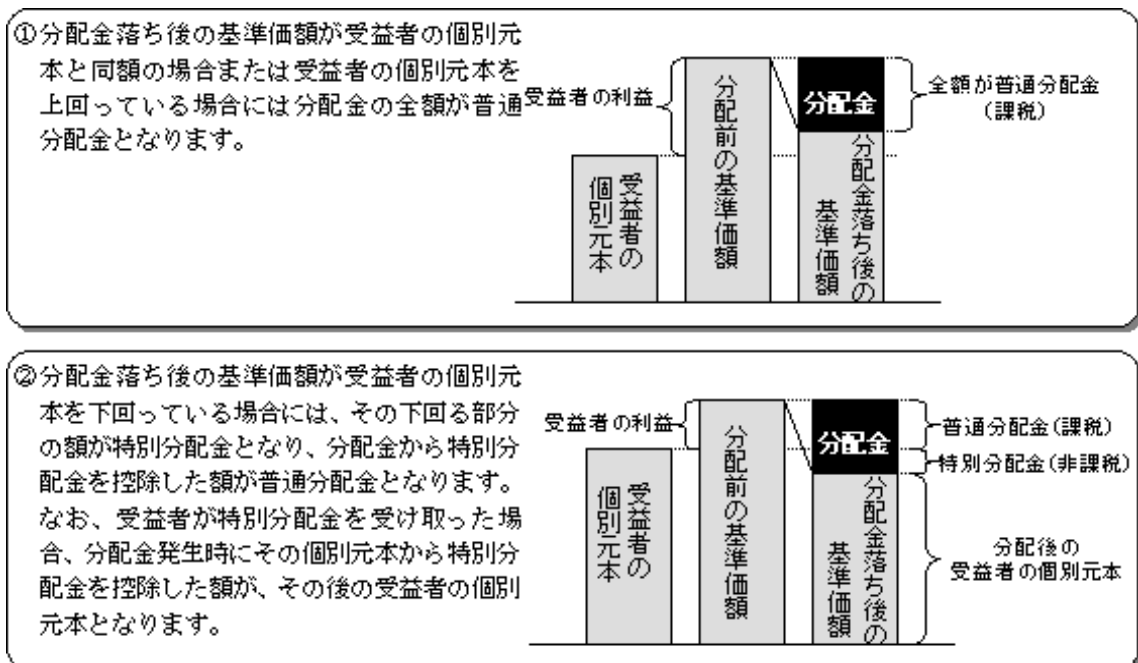 ①分配金落ち後の基準価額が受益者の個別元
本と同額の場合または受益者の個別元本を
上回っている場合には分配金の全額が普通
分配金となります。
受益者の利益
受益者の
個別元本
分配前の基準価額
分配金
分配金落ち後の
基準価額
全額が普通分配金
(課税)
②分配金落ち後の基準価額が受益者の個別元
本を下回っている場合には、その下回る部分
の額が特別分配金となり、分配金から特別分
配金を控除した額が普通分配金となります。
なお、受益者が特別分配金を受け取った場
合、分配金発生時にその個別元本から特別分
配金を控除した額が、その後の受益者の個別
元本となります。
受益者の利益
受益者の
個別元本
分配前の基準価額
分配金
分配金落ち後の
基準価額
普通分配金(課税)
特別分配金(非課税)
分配後の
受益者の個別元本